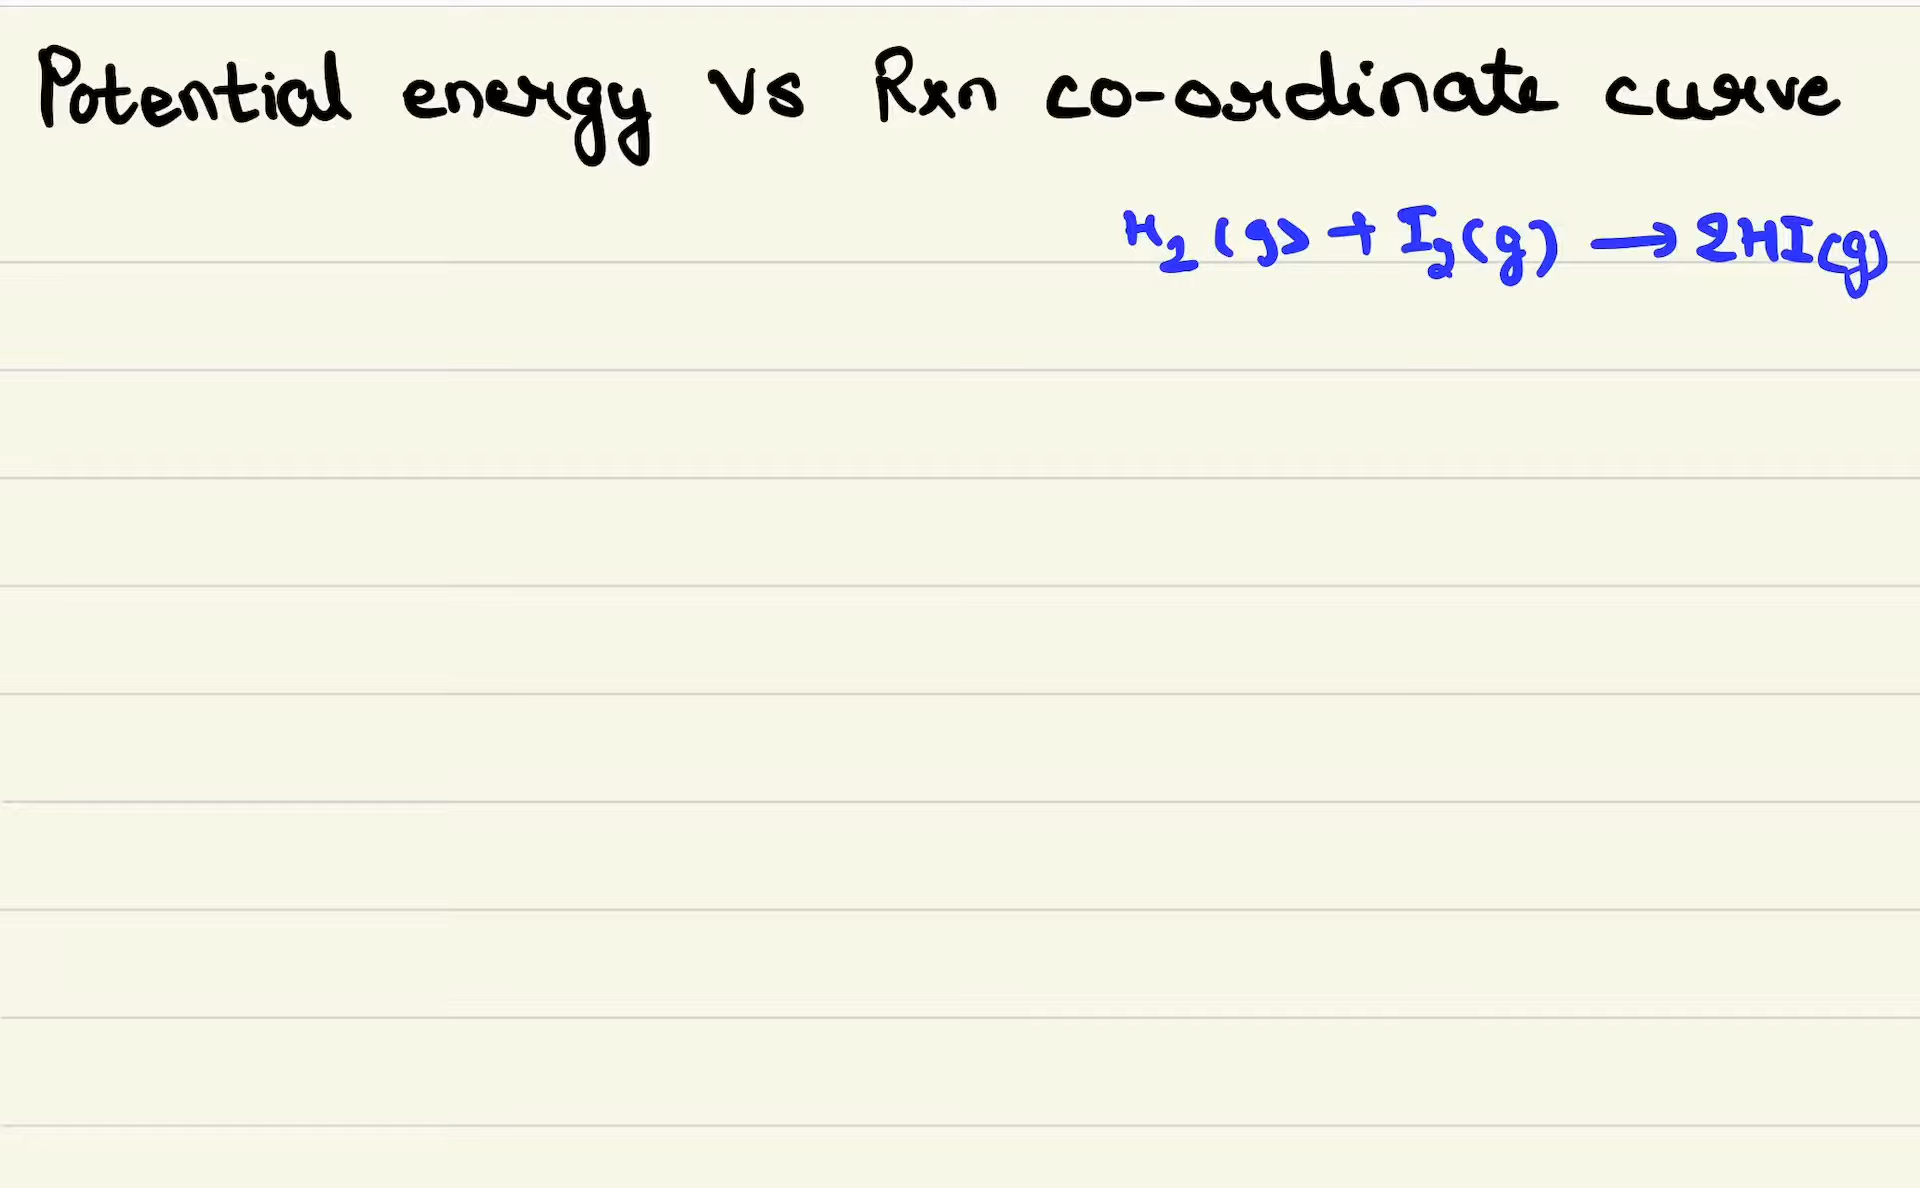 Potential energy vs Rxn co-ordinate curve
H₂(g) + I₂(g) → 2HI(g)